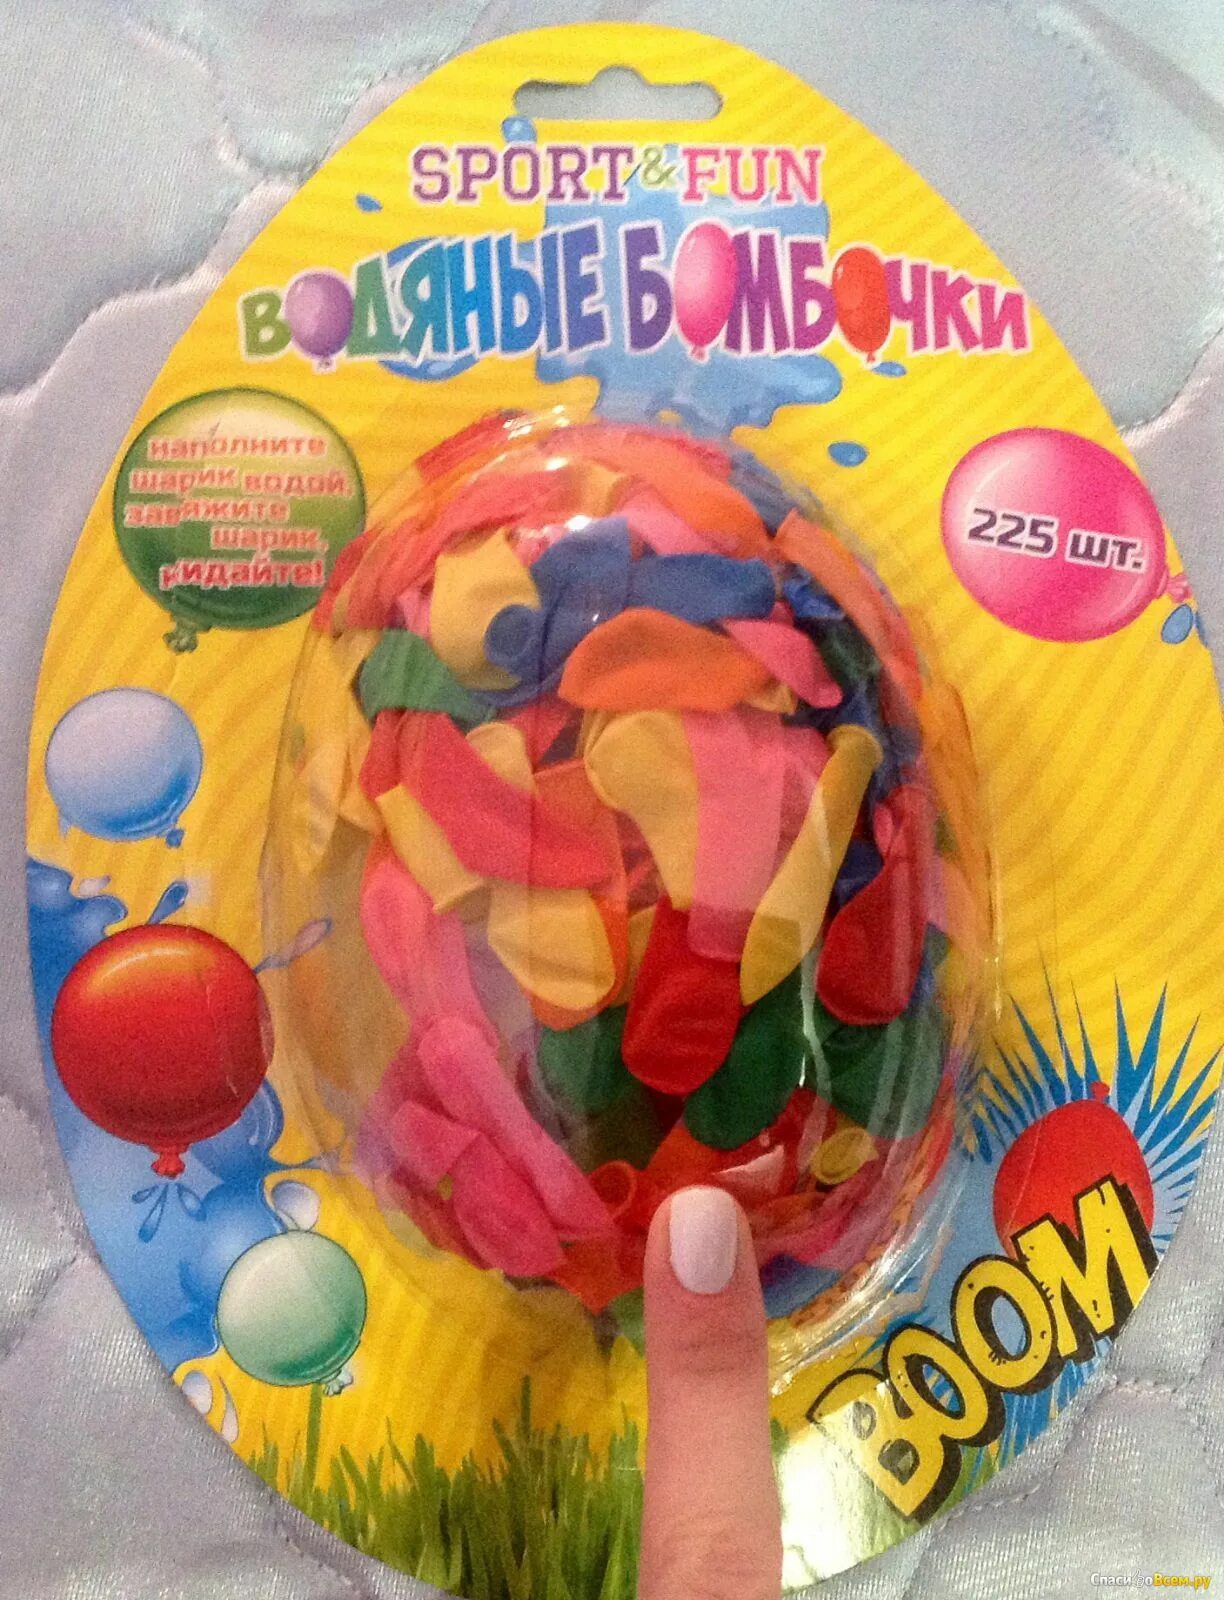 SPORT & FUN
ВОДЯНЫЕ БОМБОЧКИ
наполните
шарик водой,
завяжите
шарик,
кидайте!
225 шт.
BOOM
СпасибоВсем.ру